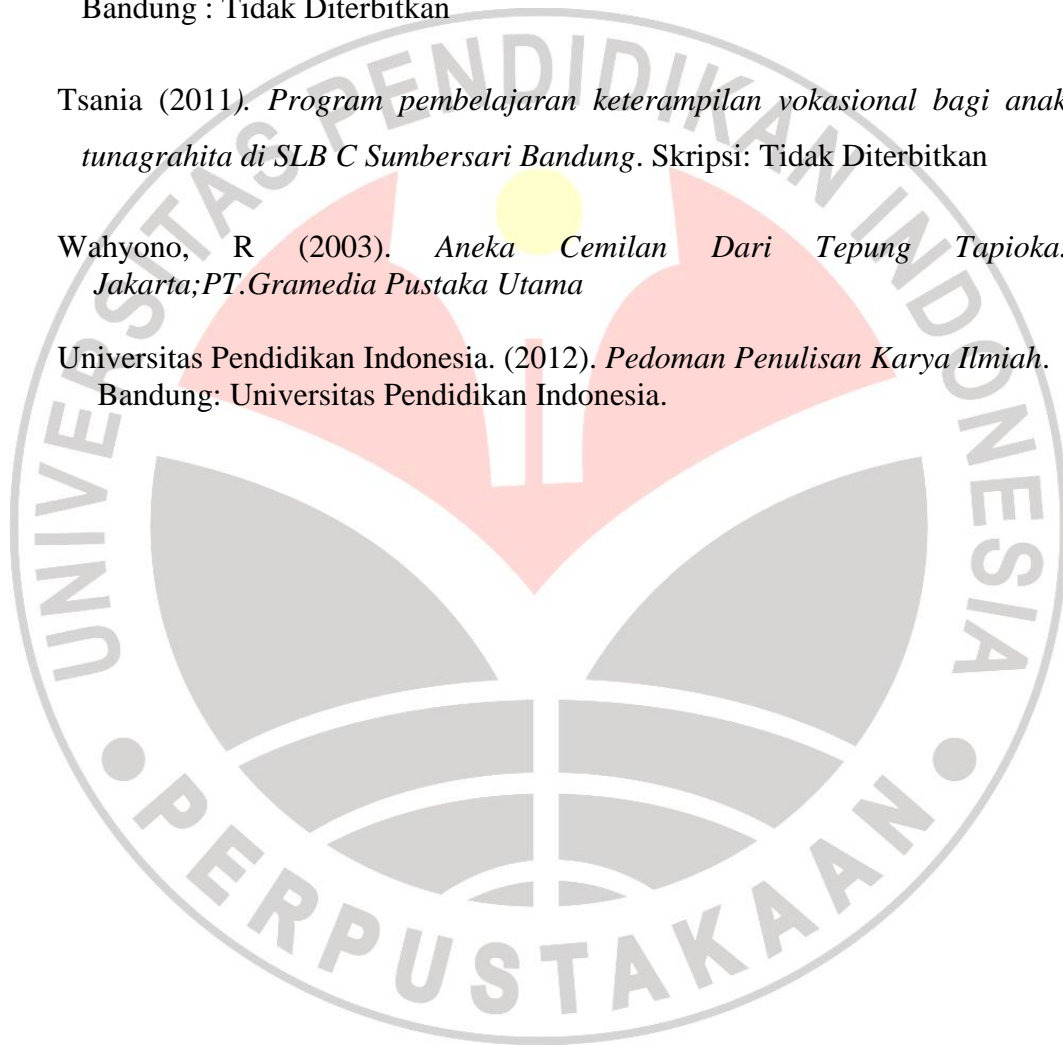 Bandung : Tidak Diterbitkan
Tsania (2011). Program pembelajaran keterampilan vokasional bagi anak
tunagrahita di SLB C Sumbersari Bandung. Skripsi: Tidak Diterbitkan
Wahyono, R (2003). Aneka Cemilan Dari Tepung Tapioka.
Jakarta;PT.Gramedia Pustaka Utama
Universitas Pendidikan Indonesia. (2012). Pedoman Penulisan Karya Ilmiah.
Bandung: Universitas Pendidikan Indonesia.
UNIVERSITAS PENDIDIKAN INDONESIA
PERPUSTAKAAN